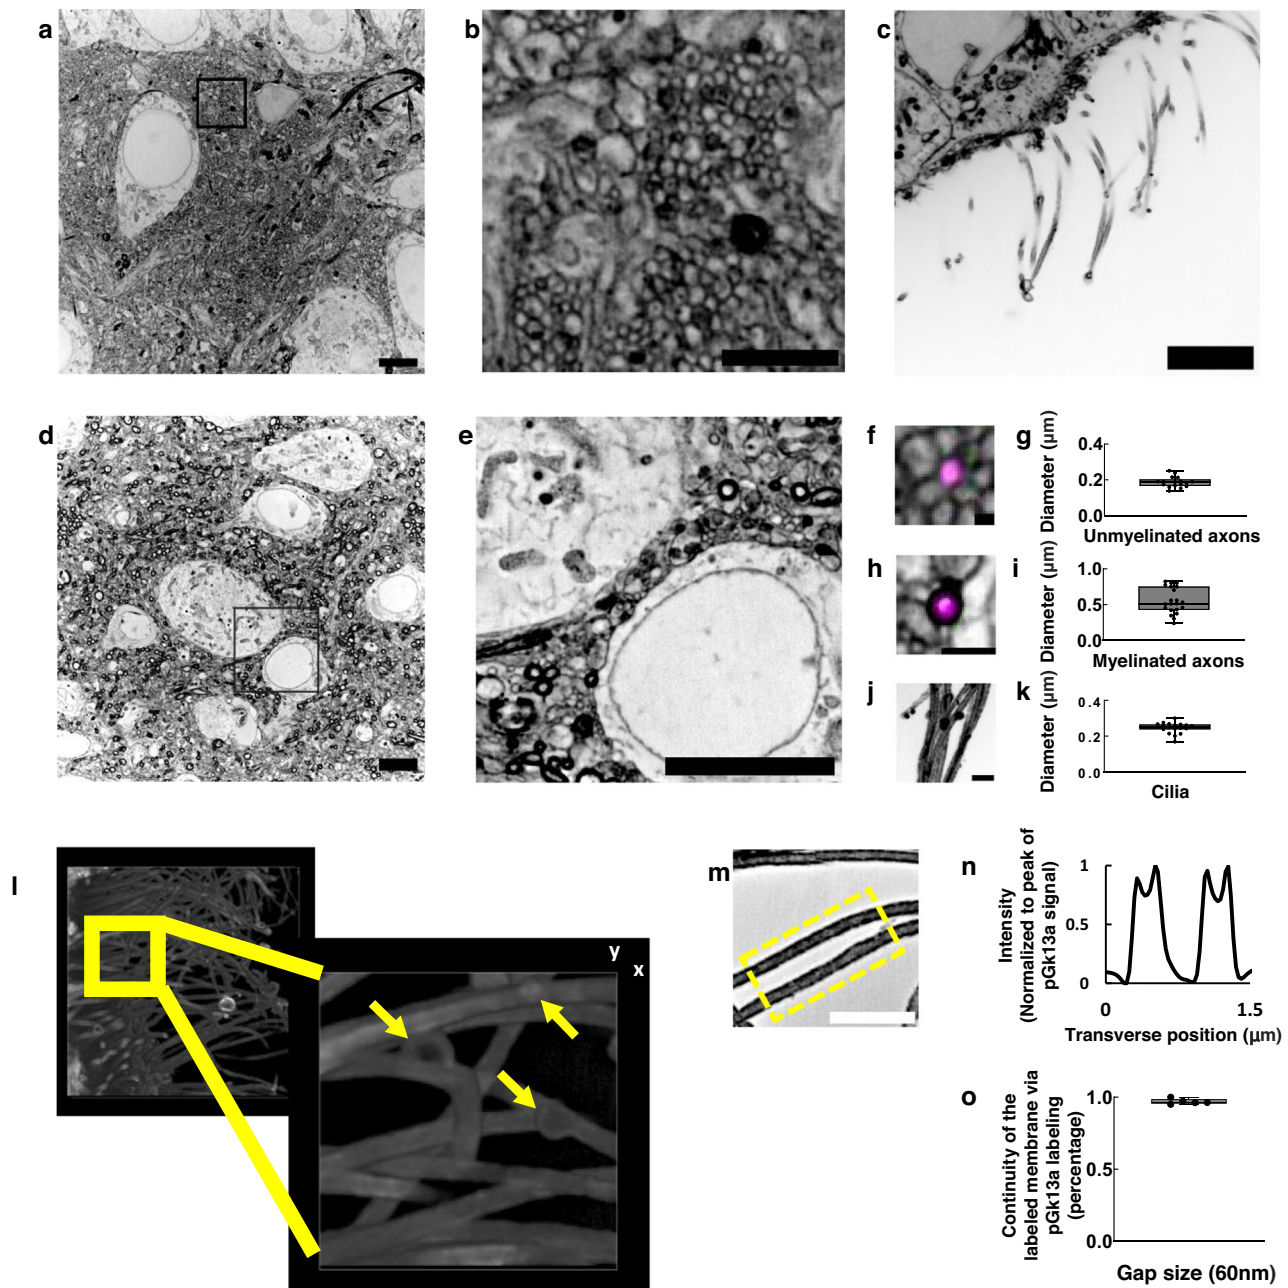 a
b
c
d
e
f
g
Diameter (µm)
0.4
0.2
0.0
Unmyelinated axons
h
i
Diameter (µm)
1.0
0.5
0.0
Myelinated axons
j
k
Diameter (µm)
0.4
0.2
0.0
Cilia
l
y
x
m
n
Intensity
(Normalized to peak of
pGk13a signal)
1
0.5
0
0
1.5
Transverse position (µm)
o
Continuity of the
labeled membrane via
pGk13a labeling
(percentage)
1.0
0.5
0.0
Gap size (60nm)